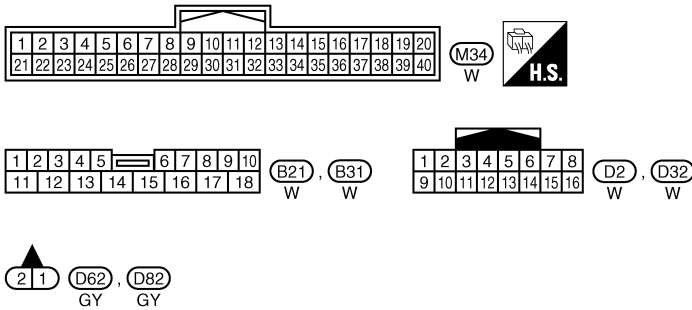 1 2 3 4 5 6 7 8 9 10 11 12 13 14 15 16 17 18 19 20
21 22 23 24 25 26 27 28 29 30 31 32 33 34 35 36 37 38 39 40
M34
W
H.S.
1 2 3 4 5 6 7 8 9 10
11 12 13 14 15 16 17 18
B21 , B31
W W
1 2 3 4 5 6 7 8
9 10 11 12 13 14 15 16
D2 , D32
W W
2 1
D62 , D82
GY GY